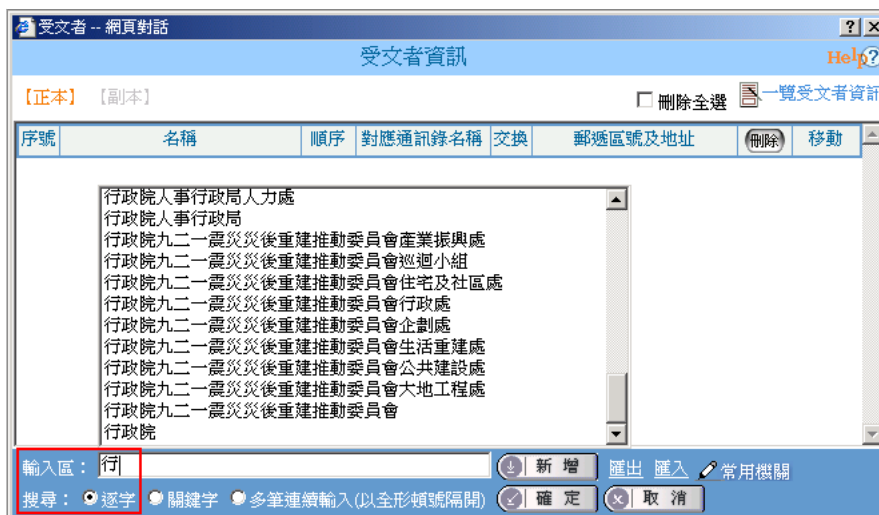 受文者 -- 網頁對話
受文者資訊
Help?
【正本】 【副本】 刪除全選 一覽受文者資訊
序號 名稱 順序 對應通訊錄名稱 交換 郵遞區號及地址 刪除 移動
行政院人事行政局人力處
行政院人事行政局
行政院九二一震災災後重建推動委員會產業振興處
行政院九二一震災災後重建推動委員會巡迴小組
行政院九二一震災災後重建推動委員會住宅及社區處
行政院九二一震災災後重建推動委員會行政處
行政院九二一震災災後重建推動委員會企劃處
行政院九二一震災災後重建推動委員會生活重建處
行政院九二一震災災後重建推動委員會公共建設處
行政院九二一震災災後重建推動委員會大地工程處
行政院九二一震災災後重建推動委員會
行政院
輸入區： 行 新增 匯出 匯入 常用機關
搜尋： 逐字 關鍵字 多筆連續輸入(以全形頓號隔開) 確定 取消